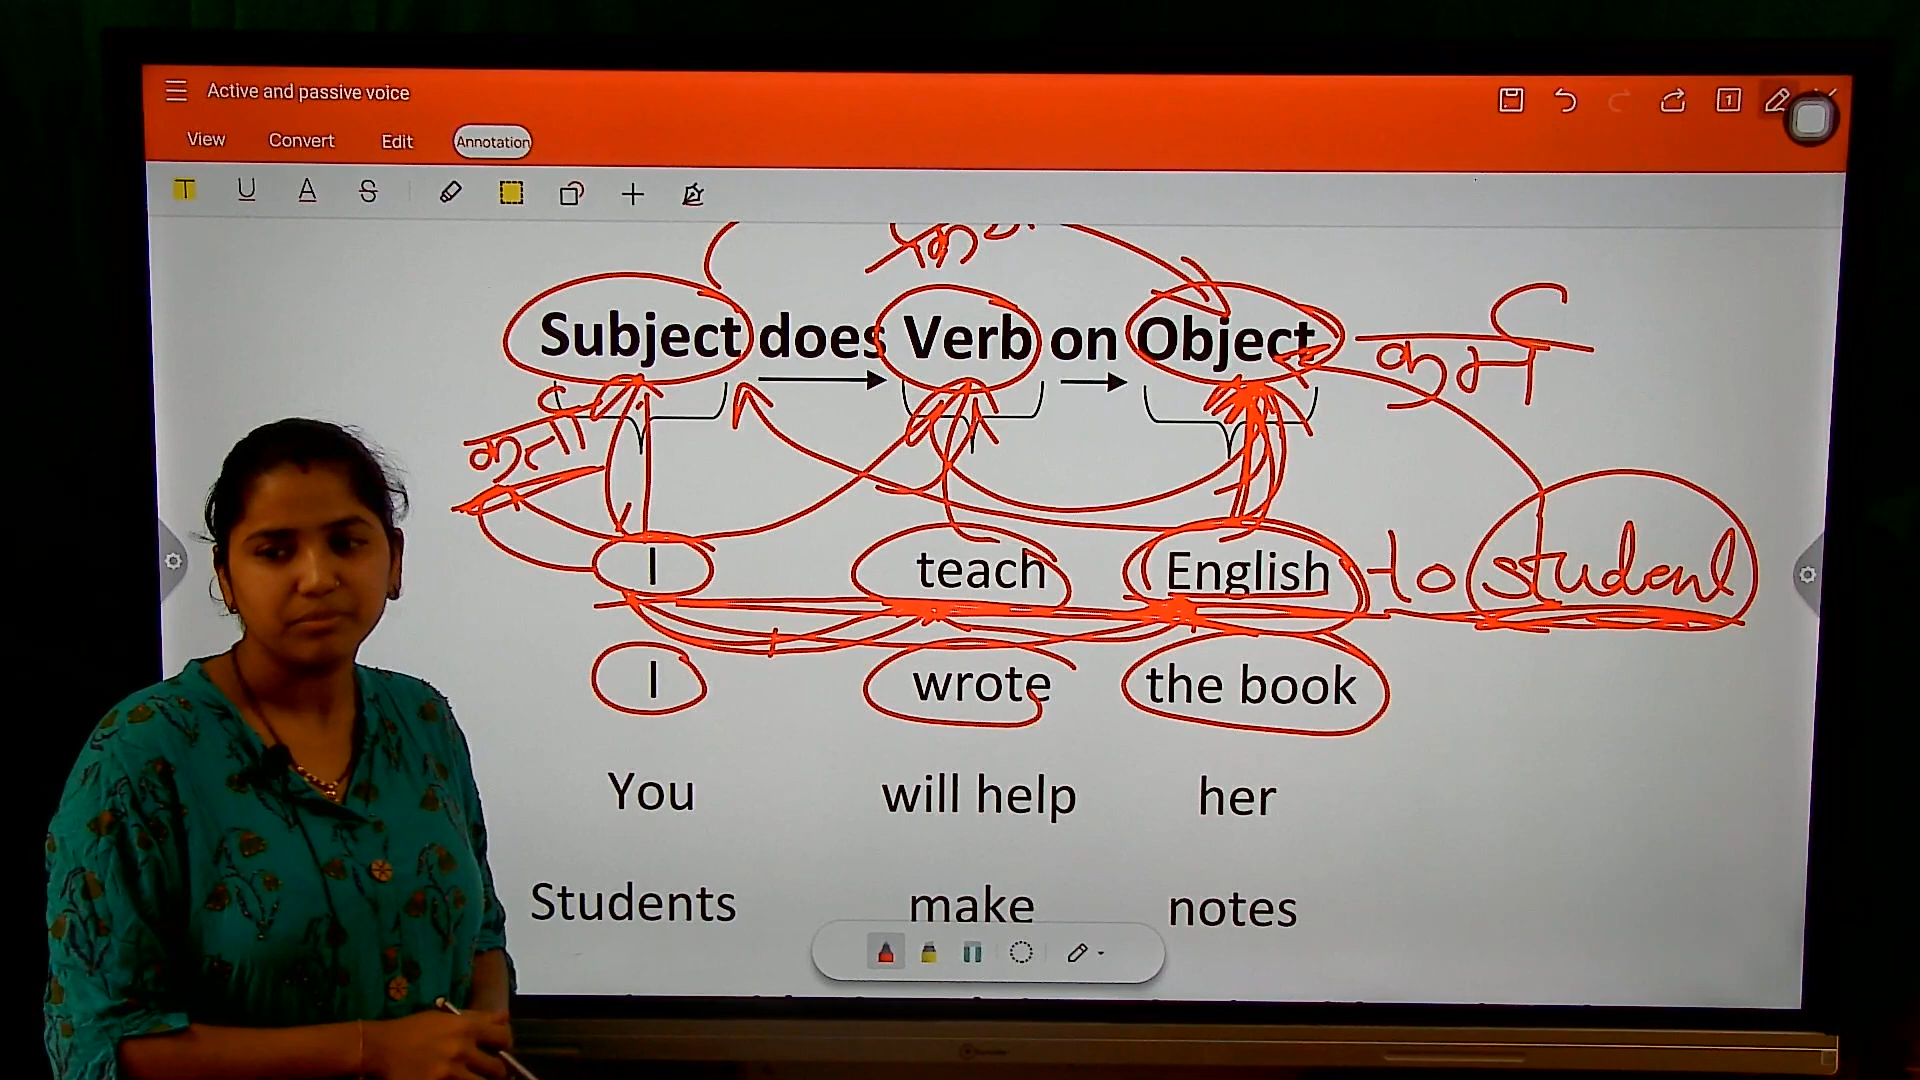 Active and passive voice
View Convert Edit Annotation
Subject does Verb on Object कर्म
कर्ता
I teach English to student
I wrote the book
You will help her
Students make notes